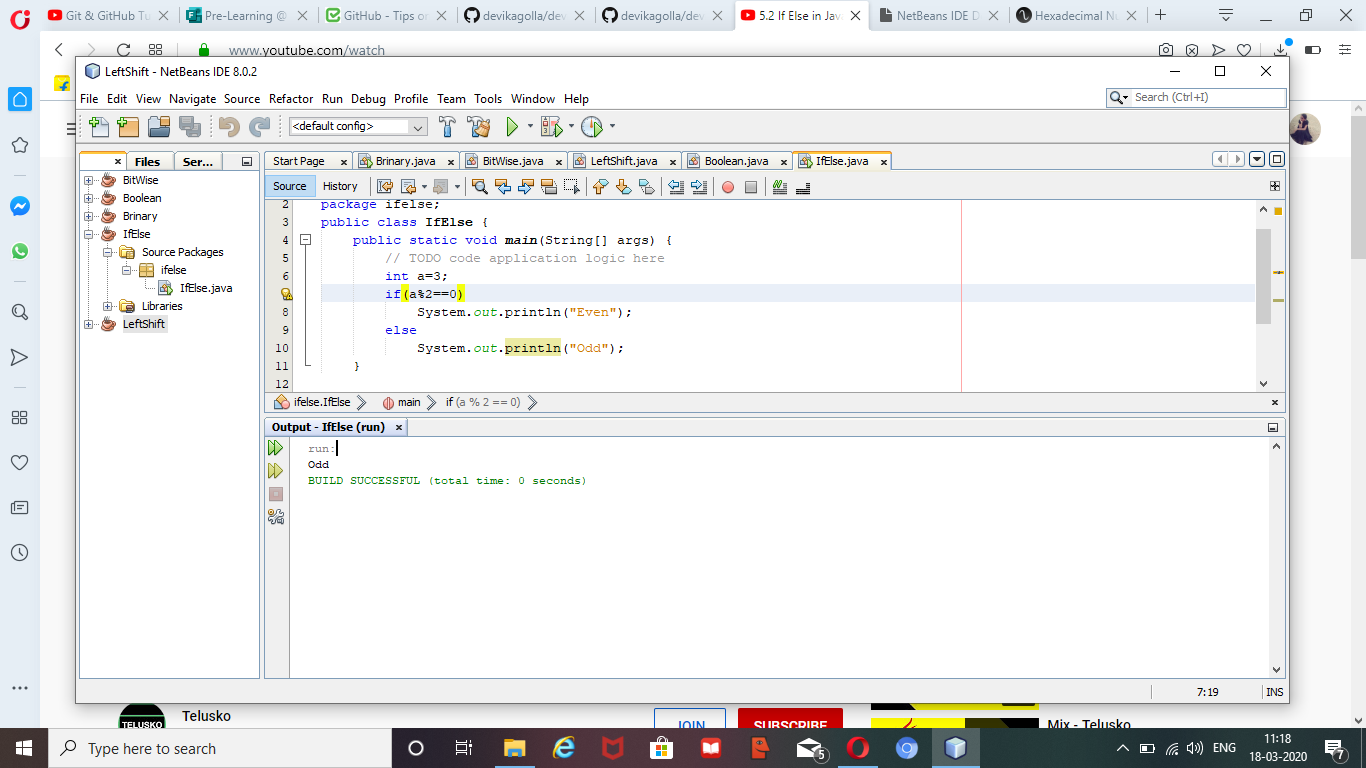 Git & GitHub Tu
Pre-Learning @
GitHub - Tips or
devikagolla/dev
devikagolla/dev
5.2 If Else in Jav
NetBeans IDE D
Hexadecimal Nu
www.youtube.com/watch
LeftShift - NetBeans IDE 8.0.2
File Edit View Navigate Source Refactor Run Debug Profile Team Tools Window Help
Search (Ctrl+I)
<default config>
Files
Ser...
Start Page
Brinary.java
BitWise.java
LeftShift.java
Boolean.java
IfElse.java
BitWise
Boolean
Brinary
IfElse
Source Packages
ifelse
IfElse.java
Libraries
LeftShift
Source History
2 package ifelse;
3 public class IfElse {
4 public static void main(String[] args) {
5 // TODO code application logic here
6 int a=3;
if(a%2==0)
8 System.out.println("Even");
9 else
10 System.out.println("Odd");
11 }
12
ifelse.IfElse main if (a % 2 == 0)
Output - IfElse (run)
run:
Odd
BUILD SUCCESSFUL (total time: 0 seconds)
7:19 INS
TELUSKO
Telusko
JOIN
SUBSCRIBE
Mix - Telusko
Type here to search
5
ENG
11:18
18-03-2020
7